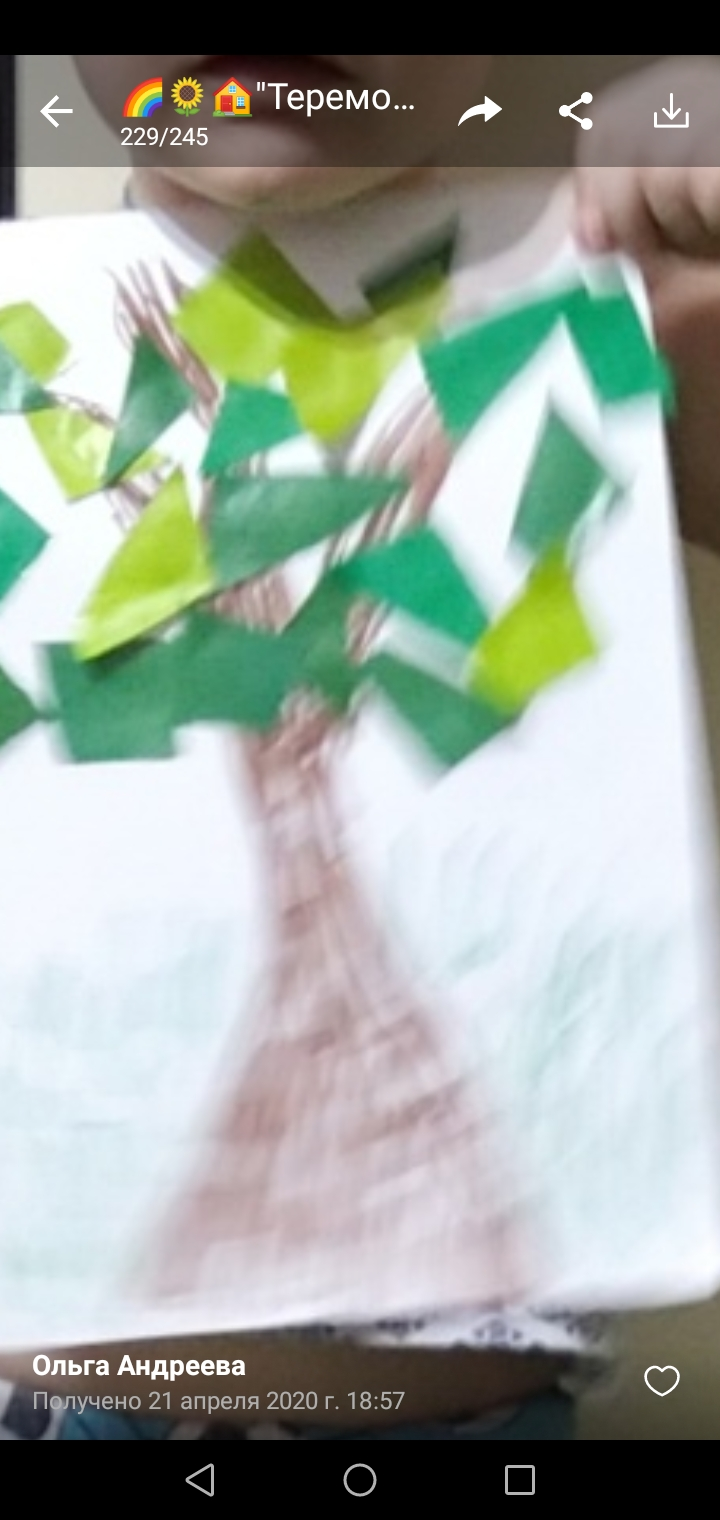 🌈🌻🏠"Теремо...
229/245
Ольга Андреева
Получено 21 апреля 2020 г. 18:57